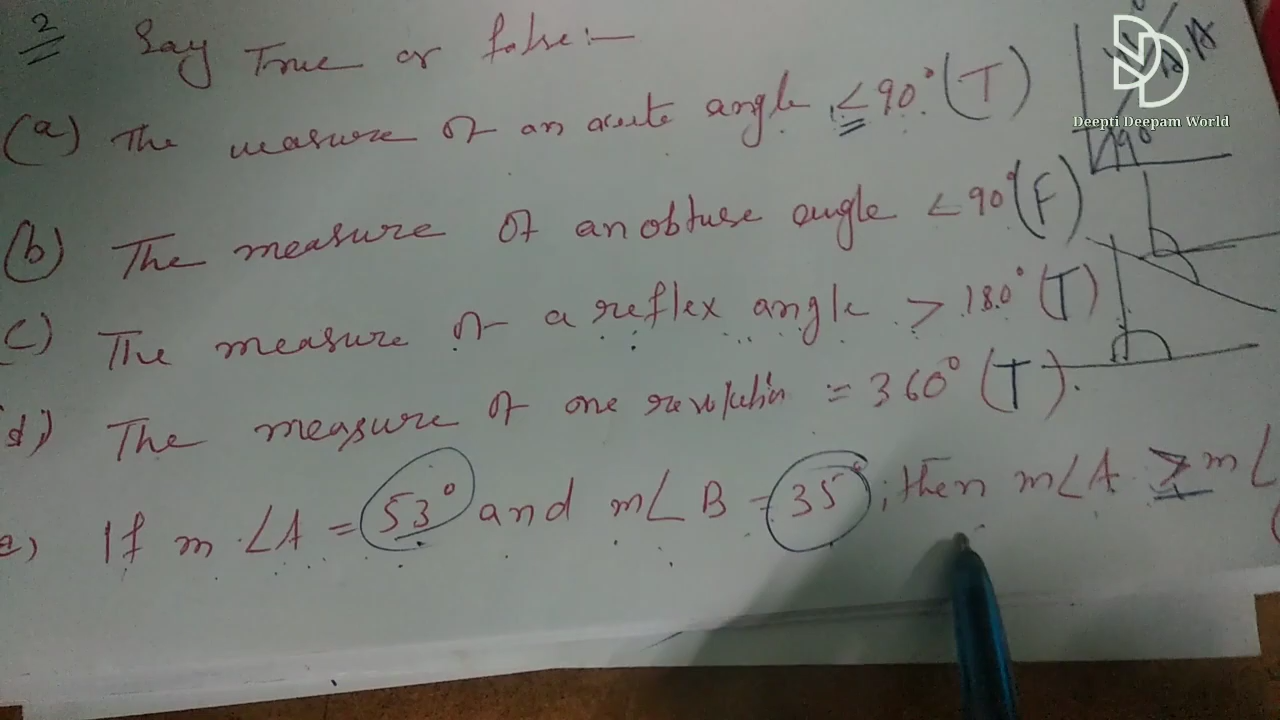 2 Say True or false:-
(a) The measure of an acute angle < 90° (T)
(b) The measure of an obtuse angle < 90° (F)
(c) The measure of a reflex angle > 180° (T)
(d) The measure of one revolution = 360° (T).
If m∠A = 53° and m∠B = 35°, then m∠A > m∠
90°
Deepti Deepam World